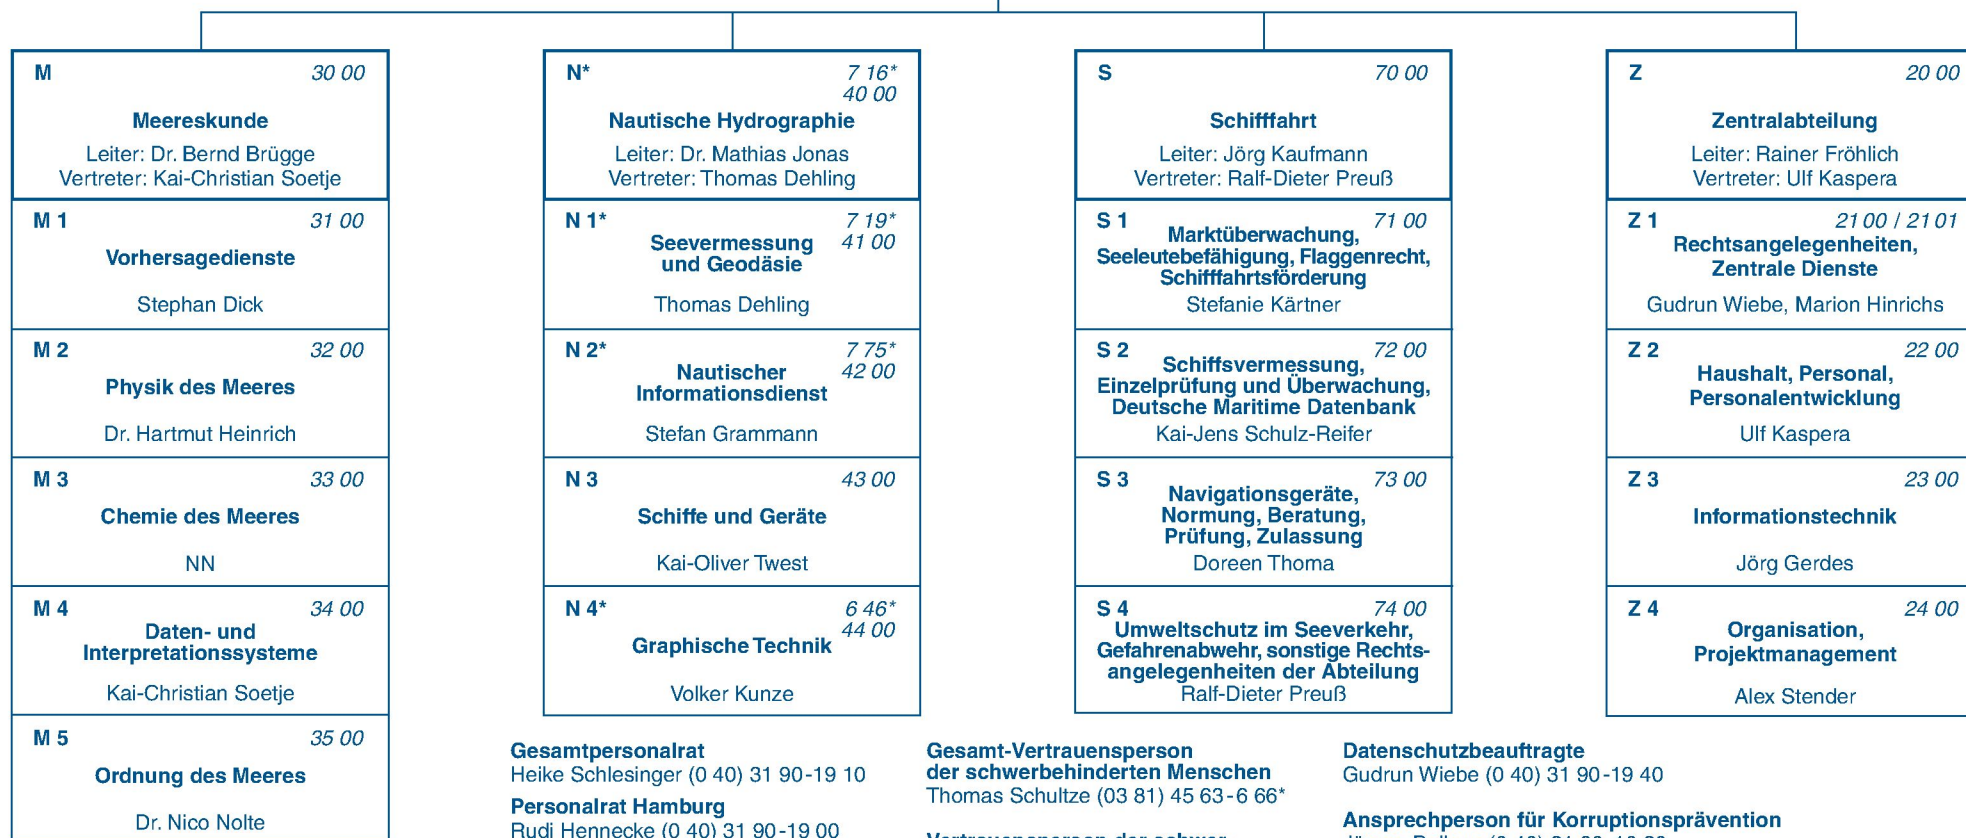 M 30 00
Meereskunde
Leiter: Dr. Bernd Brügge
Vertreter: Kai-Christian Soetje
M 1 31 00
Vorhersagedienste
Stephan Dick
M 2 32 00
Physik des Meeres
Dr. Hartmut Heinrich
M 3 33 00
Chemie des Meeres
NN
M 4 34 00
Daten- und
Interpretationssysteme
Kai-Christian Soetje
M 5 35 00
Ordnung des Meeres
Dr. Nico Nolte
N* 7 16*
40 00
Nautische Hydrographie
Leiter: Dr. Mathias Jonas
Vertreter: Thomas Dehling
N 1* 7 19*
Seevermessung 41 00
und Geodäsie
Thomas Dehling
N 2* 7 75*
Nautischer 42 00
Informationsdienst
Stefan Grammann
N 3 43 00
Schiffe und Geräte
Kai-Oliver Twest
N 4* 6 46*
44 00
Graphische Technik
Volker Kunze
S 70 00
Schifffahrt
Leiter: Jörg Kaufmann
Vertreter: Ralf-Dieter Preuß
S 1 71 00
Marktüberwachung,
Seeleutebefähigung, Flaggenrecht,
Schifffahrtsförderung
Stefanie Kärtner
S 2 72 00
Schiffsvermessung,
Einzelprüfung und Überwachung,
Deutsche Maritime Datenbank
Kai-Jens Schulz-Reifer
S 3 73 00
Navigationsgeräte,
Normung, Beratung,
Prüfung, Zulassung
Doreen Thoma
S 4 74 00
Umweltschutz im Seeverkehr,
Gefahrenabwehr, sonstige Rechts-
angelegenheiten der Abteilung
Ralf-Dieter Preuß
Z 20 00
Zentralabteilung
Leiter: Rainer Fröhlich
Vertreter: Ulf Kaspera
Z 1 21 00 / 21 01
Rechtsangelegenheiten,
Zentrale Dienste
Gudrun Wiebe, Marion Hinrichs
Z 2 22 00
Haushalt, Personal,
Personalentwicklung
Ulf Kaspera
Z 3 23 00
Informationstechnik
Jörg Gerdes
Z 4 24 00
Organisation,
Projektmanagement
Alex Stender
Gesamtpersonalrat
Heike Schlesinger (0 40) 31 90-19 10
Personalrat Hamburg
Rudi Hennecke (0 40) 31 90-19 00
Gesamt-Vertrauensperson
der schwerbehinderten Menschen
Thomas Schultze (03 81) 45 63-6 66*
Datenschutzbeauftragte
Gudrun Wiebe (0 40) 31 90-19 40
Ansprechperson für Korruptionsprävention